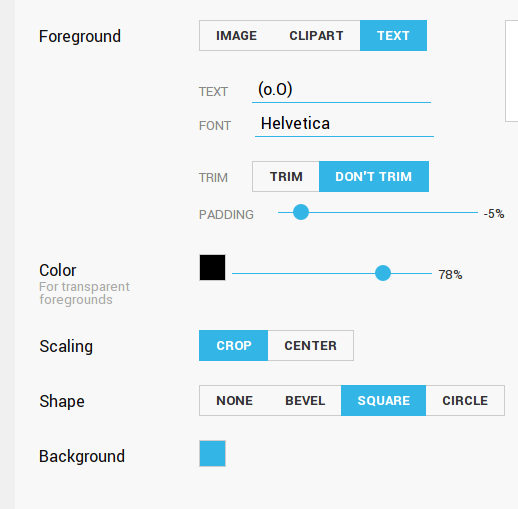 Foreground IMAGE CLIPART TEXT
TEXT (o.O)
FONT Helvetica
TRIM TRIM DON'T TRIM
PADDING -5%
Color 78%
For transparent
foregrounds
Scaling CROP CENTER
Shape NONE BEVEL SQUARE CIRCLE
Background